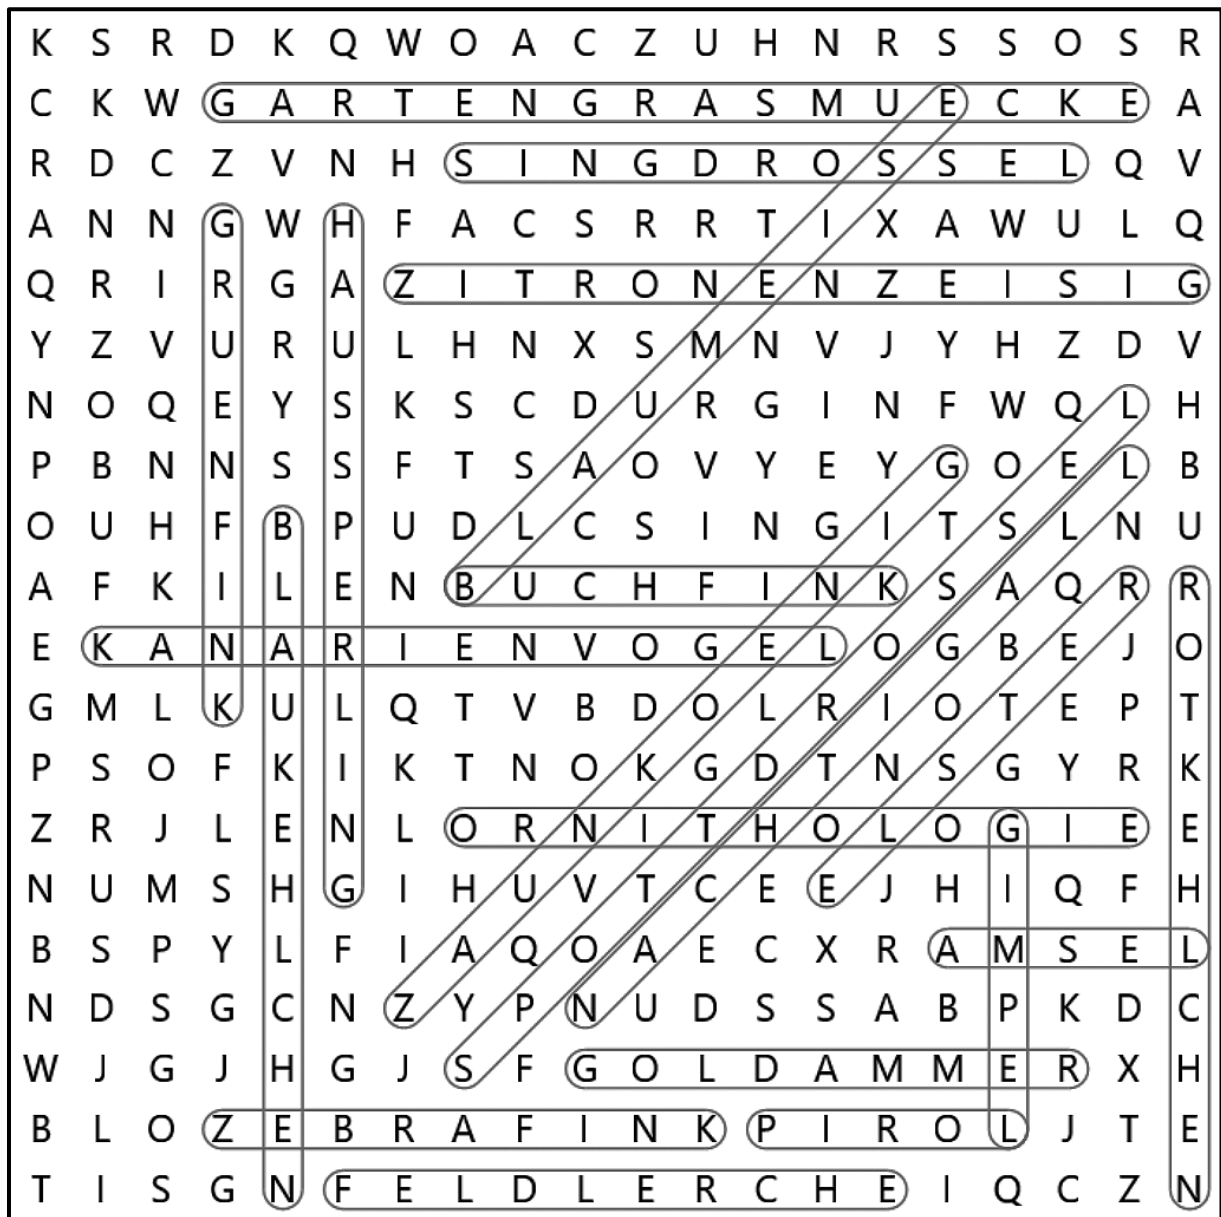 K S R D K Q W O A C Z U H N R S S O S R
C K W G A R T E N G R A S M U E C K E A
R D C Z V N H S I N G D R O S S E L Q V
A N N G W H F A C S R R T I X A W U L Q
Q R I R G A Z I T R O N E N Z E I S I G
Y Z V U R U L H N X S M N V J Y H Z D V
N O Q E Y S K S C D U R G I N F W Q L H
P B N N S S F T S A O V Y E Y G O E L B
O U H F B P U D L C S I N G I T S L N U
A F K I L E N B U C H F I N K S A Q R R
E K A N A R I E N V O G E L O G B E J O
G M L K U L Q T V B D O L R I O T E P T
P S O F K I K T N O K G D T N S G Y R K
Z R J L E N L O R N I T H O L O G I E E
N U M S H G I H U V T C E E J H I Q F H
B S P Y L F I A Q O A E C X R A M S E L
N D S G C N Z Y P N U D S S A B P K D C
W J G J H G J S F G O L D A M M E R X H
B L O Z E B R A F I N K P I R O L J T E
T I S G N F E L D L E R C H E I Q C Z N